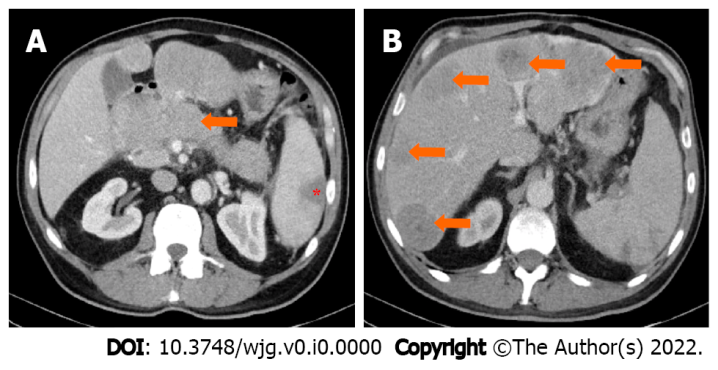 A B
*
DOI: 10.3748/wjg.v0.i0.0000 Copyright ©The Author(s) 2022.